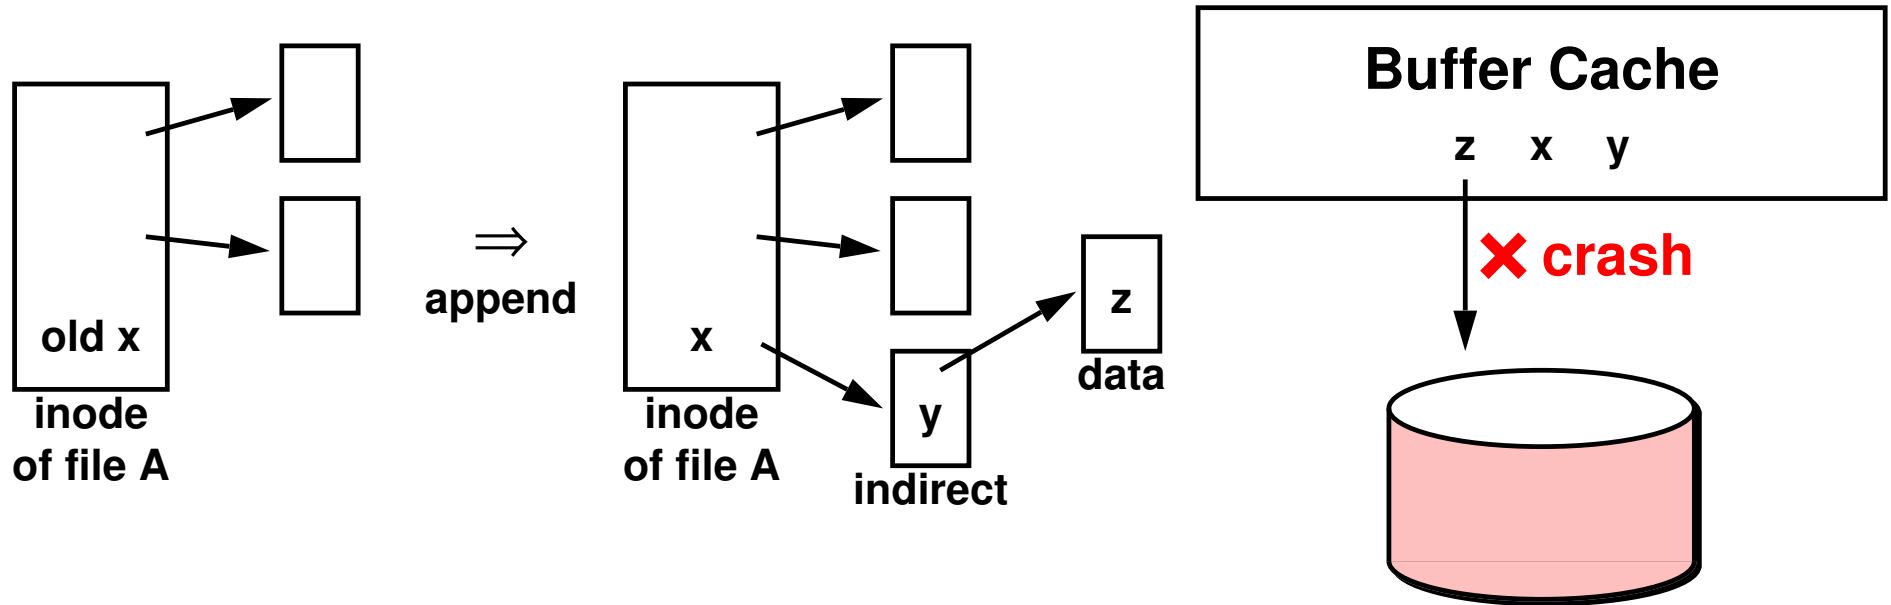 old x
inode
of file A
⇒
append
x
inode
of file A
y
indirect
z
data
Buffer Cache
z x y
crash